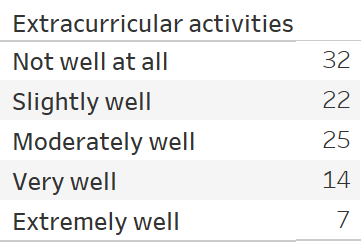 Extracurricular activities
Not well at all 32
Slightly well 22
Moderately well 25
Very well 14
Extremely well 7